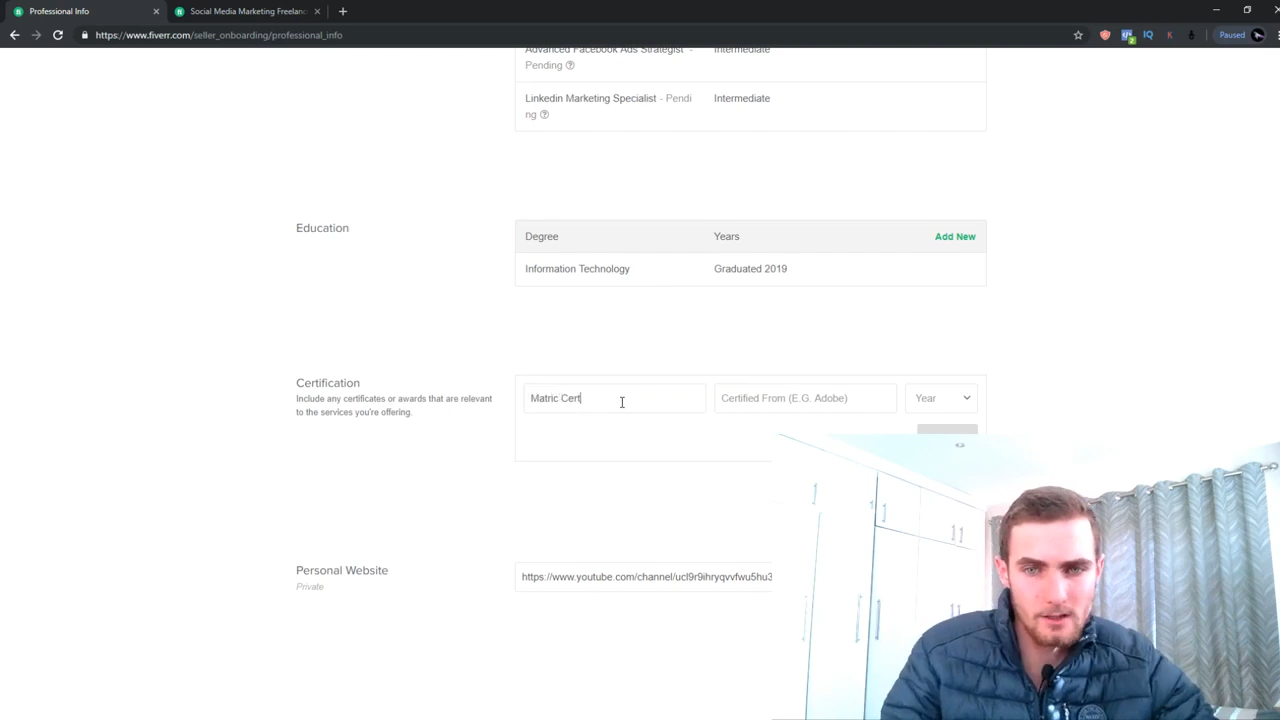 Professional Info
Social Media Marketing Freelanc
https://www.fiverr.com/seller_onboarding/professional_info
Paused
Advanced Facebook Ads Strategist -
Pending
Intermediate
Linkedin Marketing Specialist - Pendi
ng
Intermediate
Education
Degree
Years
Add New
Information Technology
Graduated 2019
Certification
Include any certificates or awards that are relevant
to the services you're offering.
Matric Cert
Certified From (E.G. Adobe)
Year
Personal Website
Private
https://www.youtube.com/channel/ucl9r9ihryqvvfwu5hu3